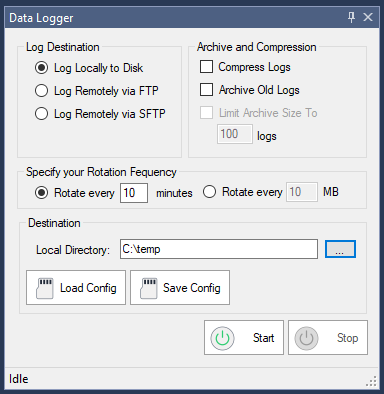 Data Logger
Log Destination
Log Locally to Disk
Log Remotely via FTP
Log Remotely via SFTP
Archive and Compression
Compress Logs
Archive Old Logs
Limit Archive Size To
100 logs
Specify your Rotation Fequency
Rotate every 10 minutes Rotate every 10 MB
Destination
Local Directory: C:\temp ...
Load Config Save Config
Start Stop
Idle